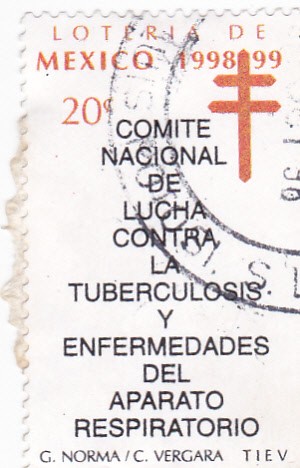 LOTERIA DE
MEXICO 1998-99
20¢
COMITE
NACIONAL
DE
LUCHA
CONTRA
LA
TUBERCULOSIS
Y
ENFERMEDADES
DEL
APARATO
RESPIRATORIO
G. NORMA/C. VERGARA TIEV